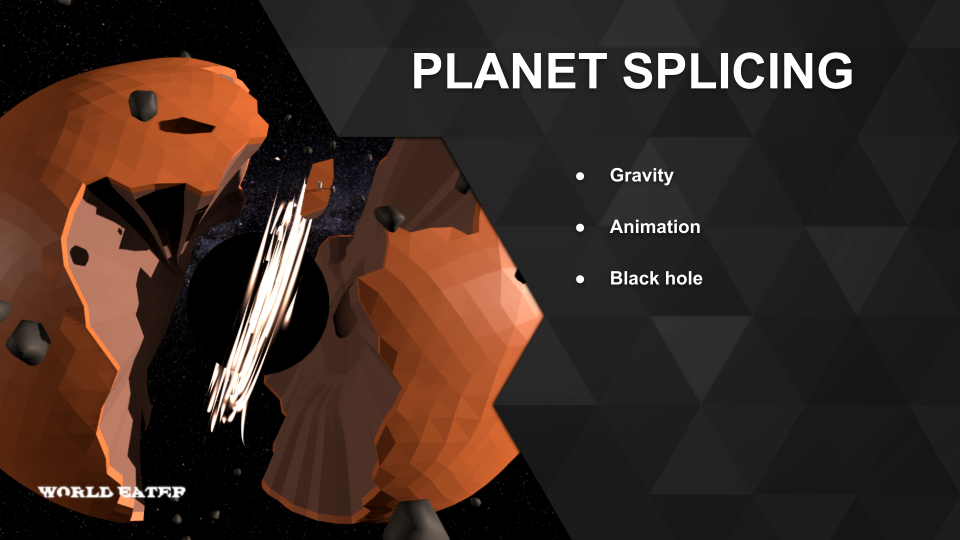 PLANET SPLICING
● Gravity
● Animation
● Black hole
WORLD EATER